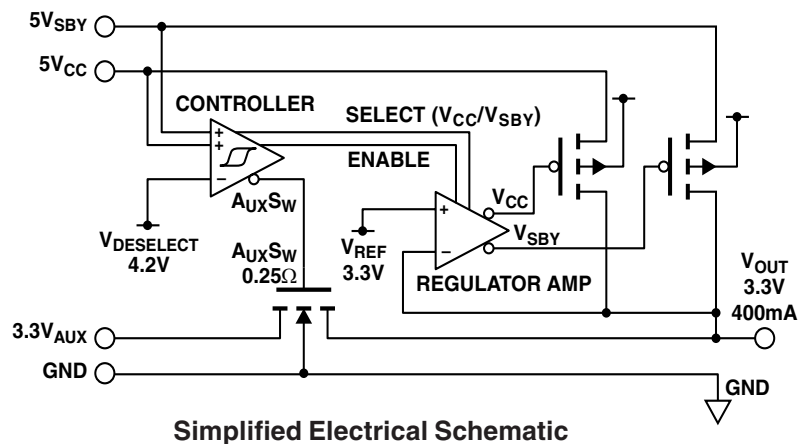 5VSBY
5VCC
CONTROLLER
SELECT (VCC/VSBY)
ENABLE
+
+
−
AUXSW
VDESELECT
4.2V
AUXSW
0.25Ω
+
−
VCC
VSBY
VREF
3.3V
REGULATOR AMP
VOUT
3.3V
400mA
3.3VAUX
GND
GND
Simplified Electrical Schematic